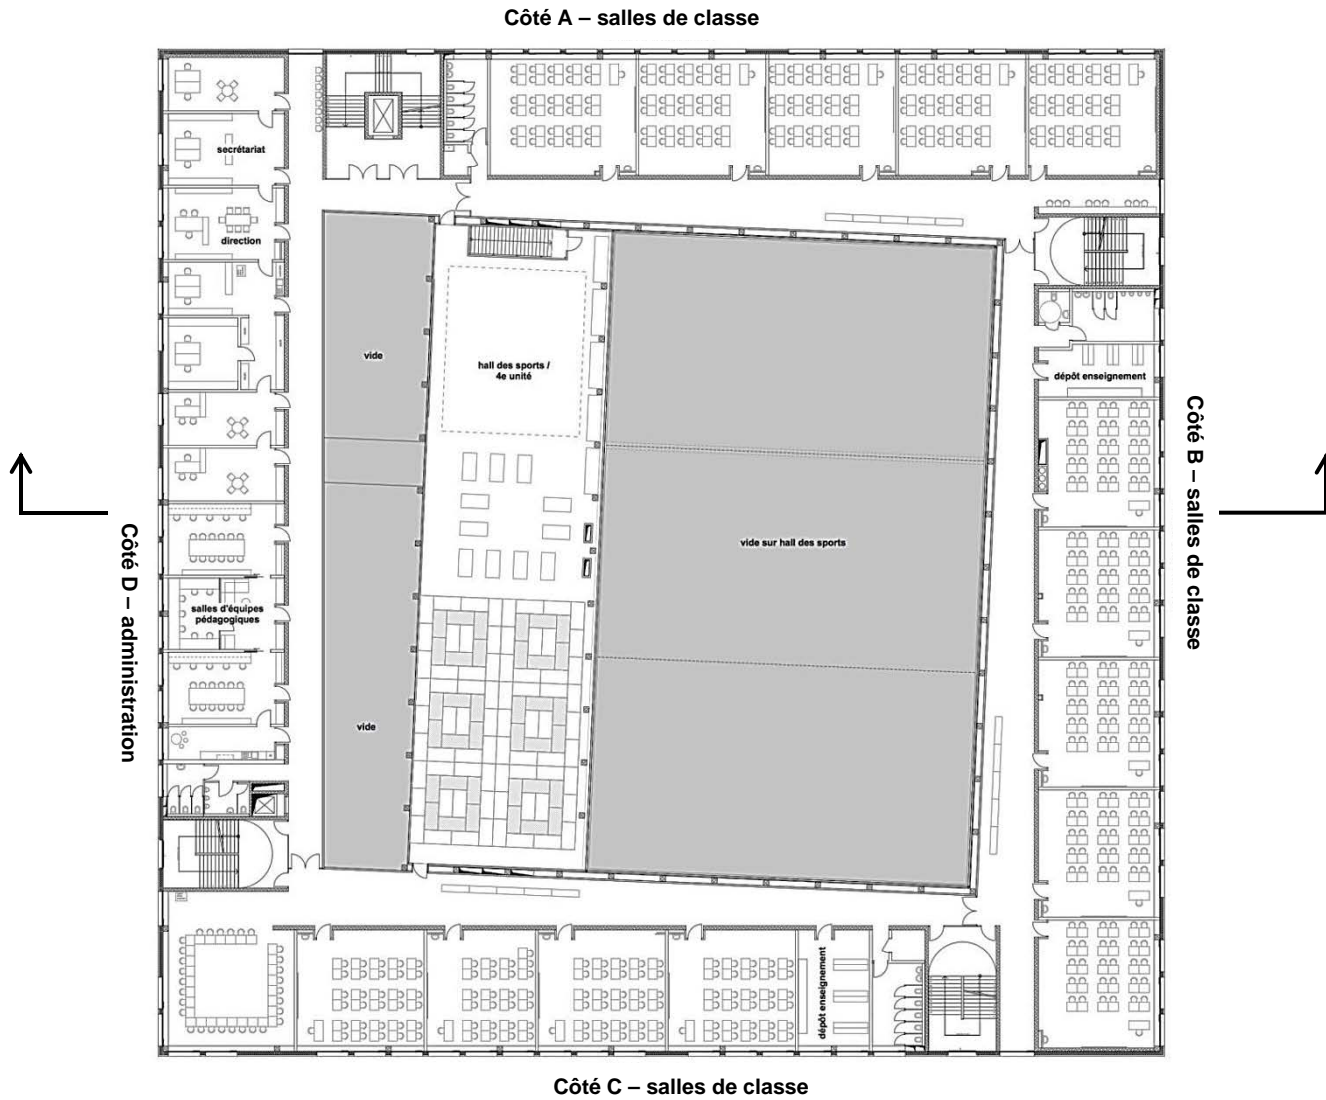 Côté A – salles de classe
secrétariat
direction
vide
hall des sports /
4e unité
dépôt enseignement
Côté B – salles de classe
vide sur hall des sports
Côté D – administration
salles d'équipes
pédagogiques
vide
dépôt enseignement
Côté C – salles de classe